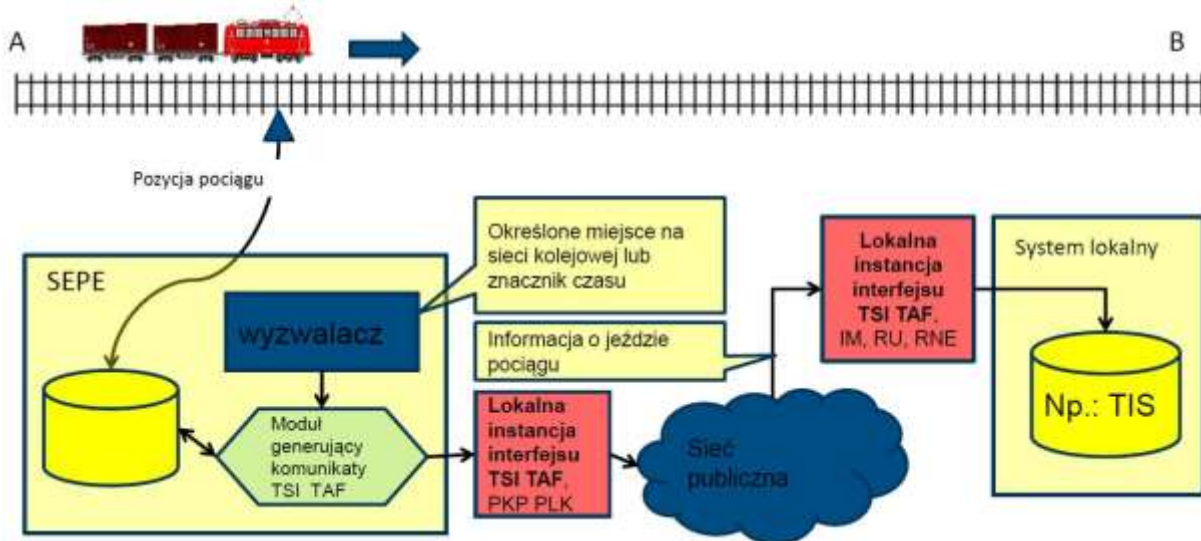 A
B
Pozycja pociągu
SEPE
wyzwalacz
Moduł
generujący
komunikaty
TSI TAF
Określone miejsce na
sieci kolejowej lub
znacznik czasu
Informacja o jeździe
pociągu
Lokalna
instancja
interfejsu
TSI TAF,
PKP PLK
Sieć
publiczna
Lokalna
instancja
interfejsu
TSI TAF,
IM, RU, RNE
System lokalny
Np.: TIS